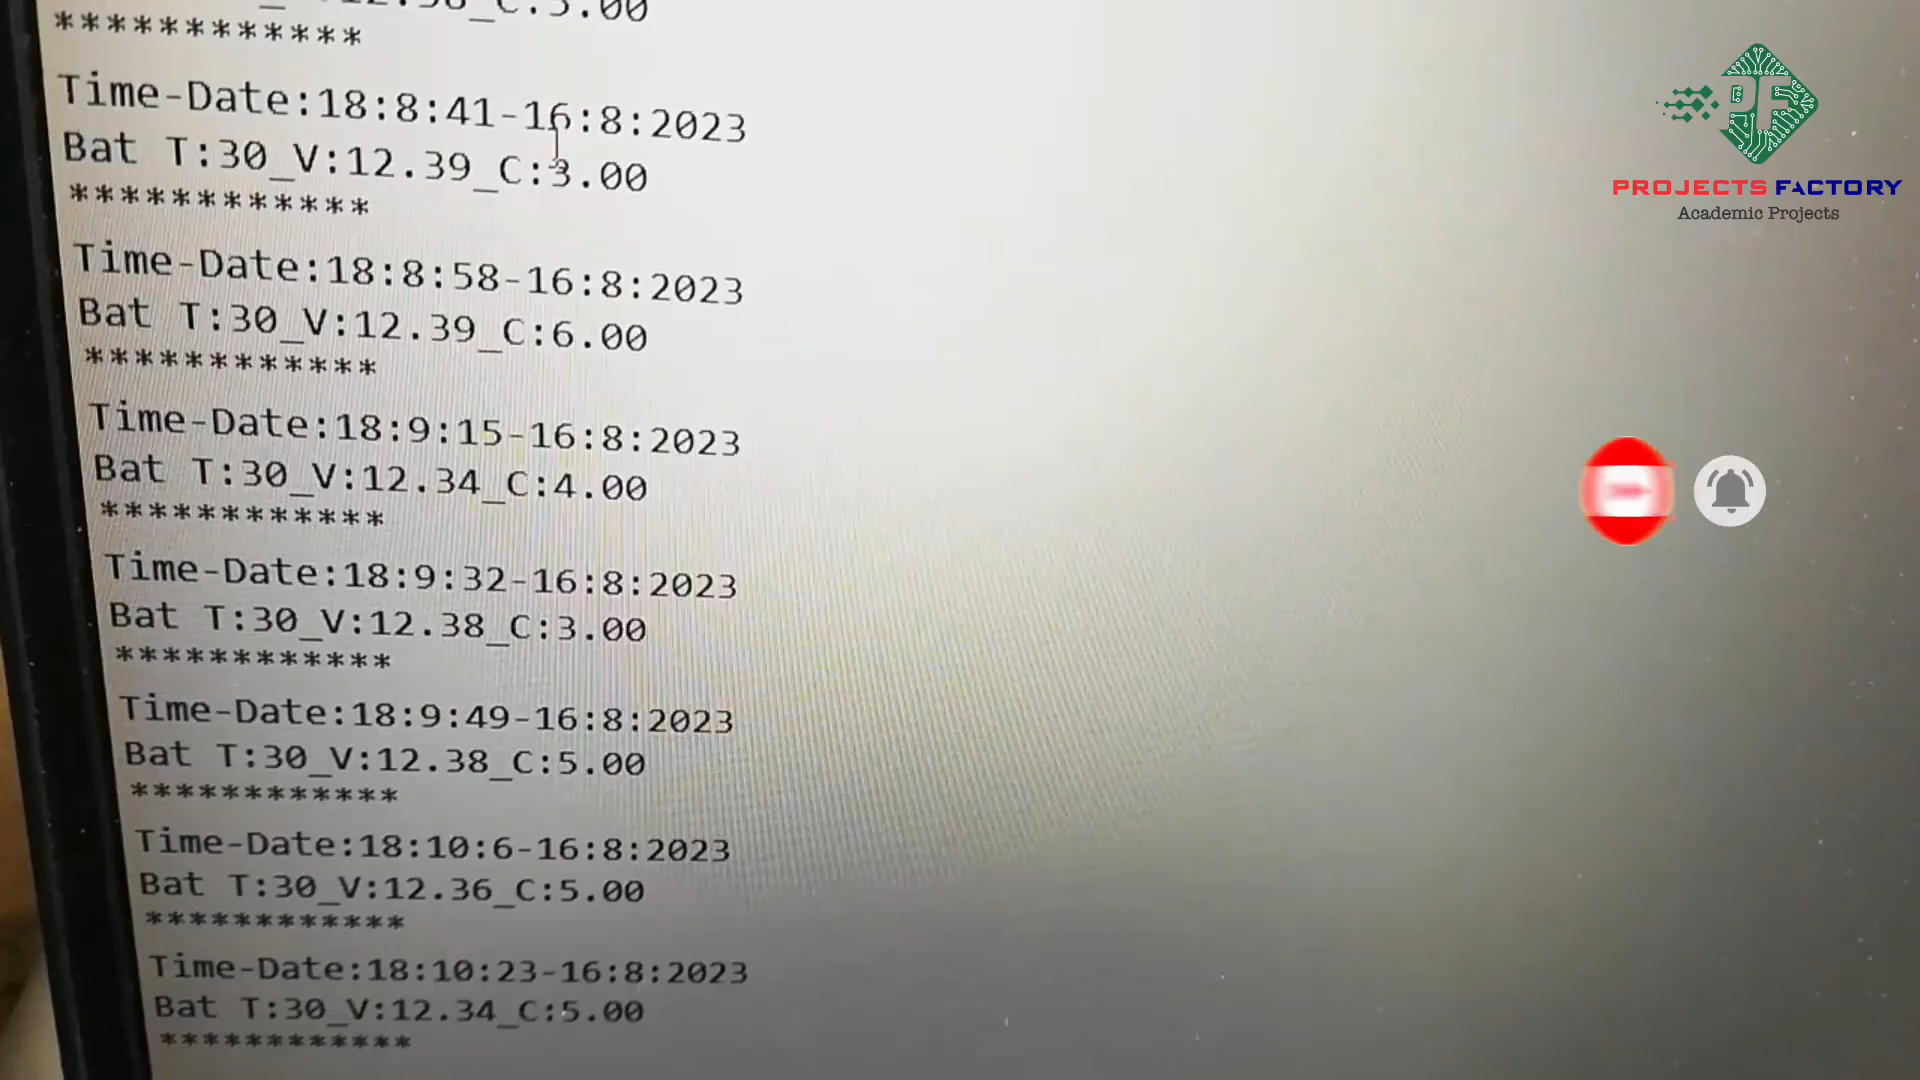 ************
Time-Date:18:8:41-16:8:2023
Bat T:30_V:12.39_C:3.00
************
Time-Date:18:8:58-16:8:2023
Bat T:30_V:12.39_C:6.00
************
Time-Date:18:9:15-16:8:2023
Bat T:30_V:12.34_C:4.00
************
Time-Date:18:9:32-16:8:2023
Bat T:30_V:12.38_C:3.00
************
Time-Date:18:9:49-16:8:2023
Bat T:30_V:12.38_C:5.00
************
Time-Date:18:10:6-16:8:2023
Bat T:30_V:12.36_C:5.00
************
Time-Date:18:10:23-16:8:2023
Bat T:30_V:12.34_C:5.00
************
PF
PROJECTS FACTORY
Academic Projects